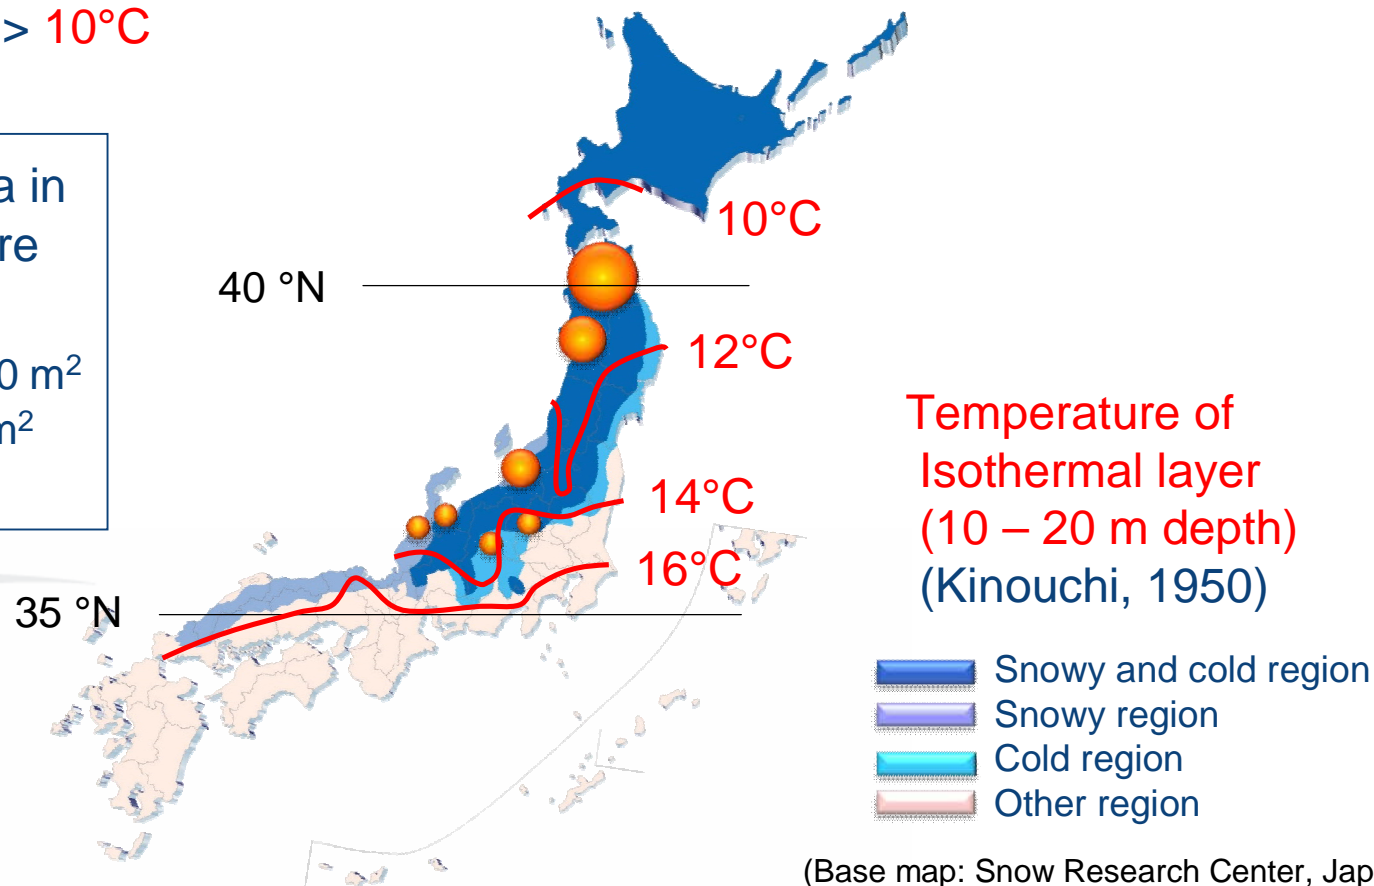 > 10°C
a in
re
0 m²
m²
10°C
40 °N
12°C
14°C
16°C
35 °N
Temperature of
Isothermal layer
(10 – 20 m depth)
(Kinouchi, 1950)
Snowy and cold region
Snowy region
Cold region
Other region
(Base map: Snow Research Center, Jap